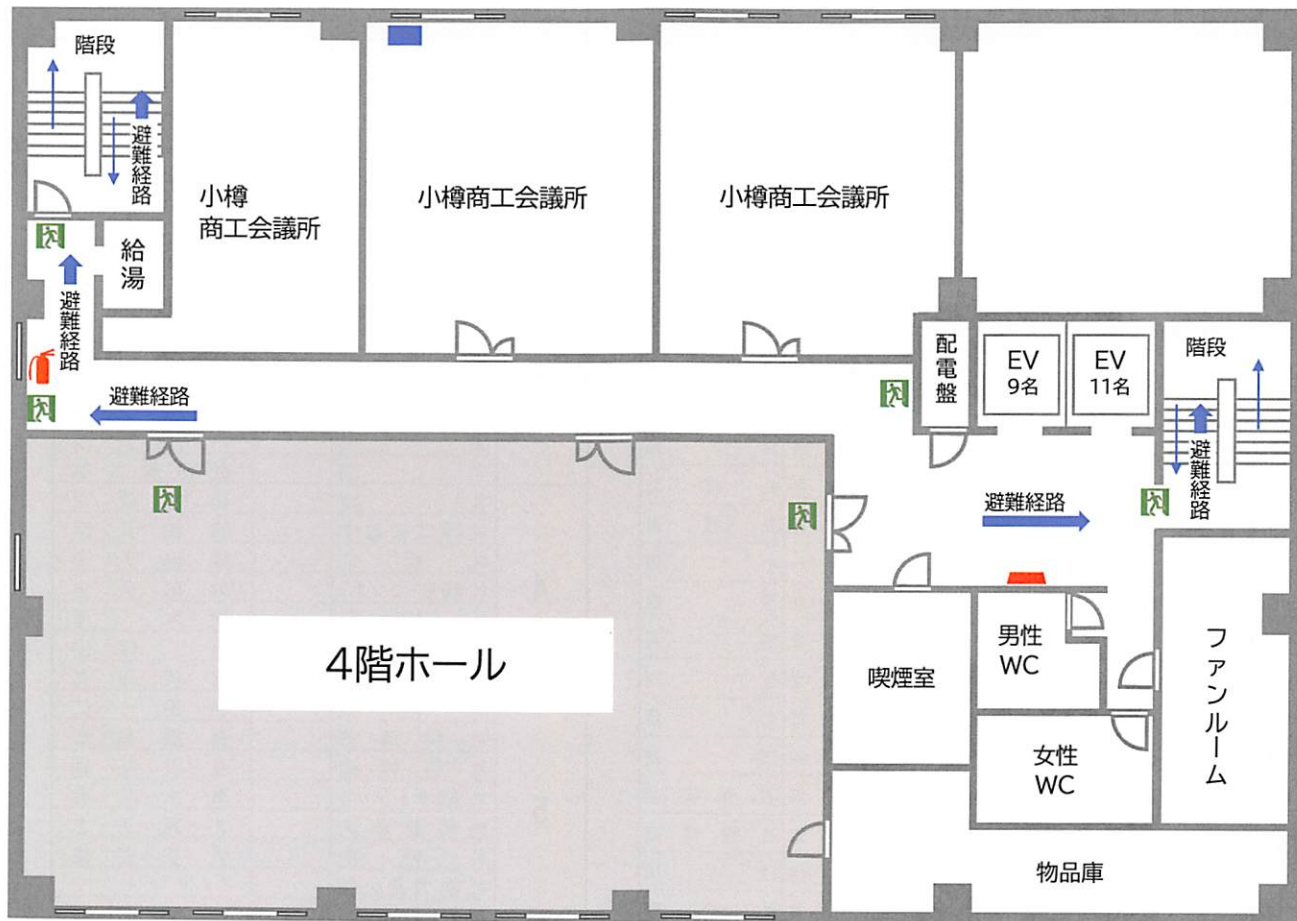 階段
避難経路
小樽
商工会議所
小樽商工会議所
小樽商工会議所
給湯
避難経路
避難経路
配電盤
EV
9名
EV
11名
階段
避難経路
避難経路
4階ホール
喫煙室
男性
WC
女性
WC
ファンルーム
物品庫